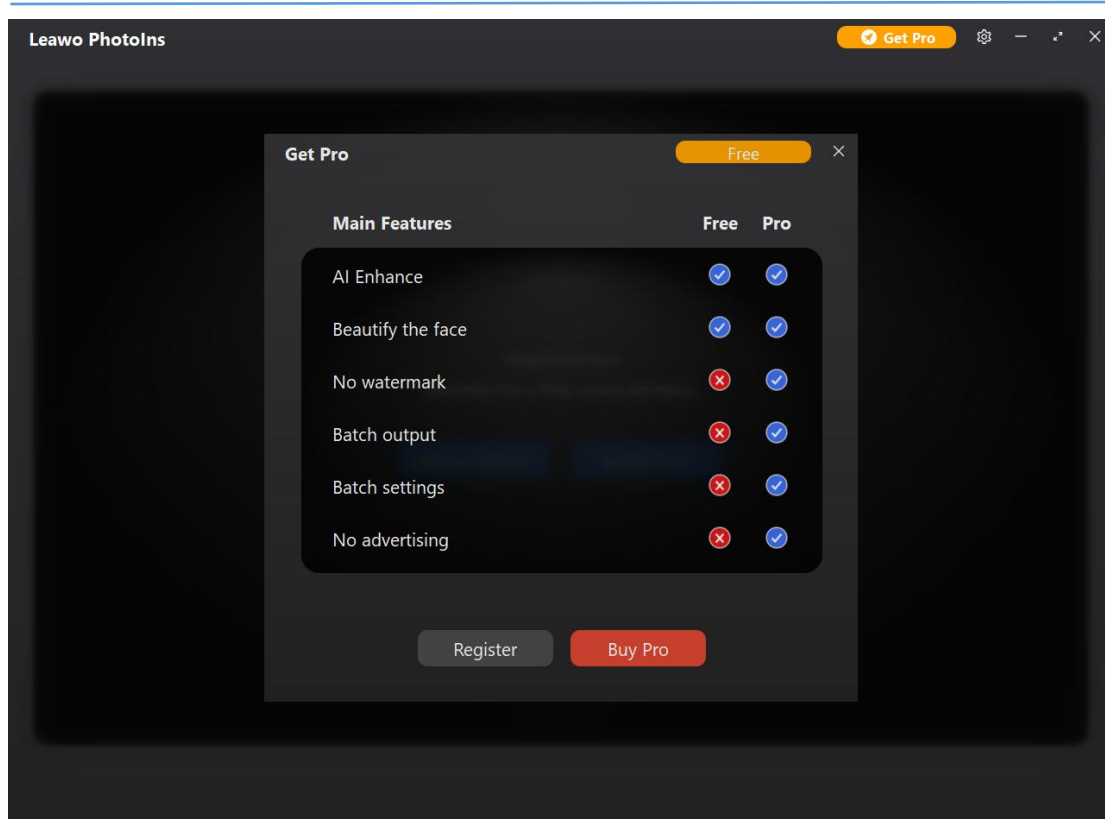 Leawo PhotoIns Get Pro
Get Pro Free
Main Features Free Pro
AI Enhance
Beautify the face
No watermark
Batch output
Batch settings
No advertising
Register Buy Pro